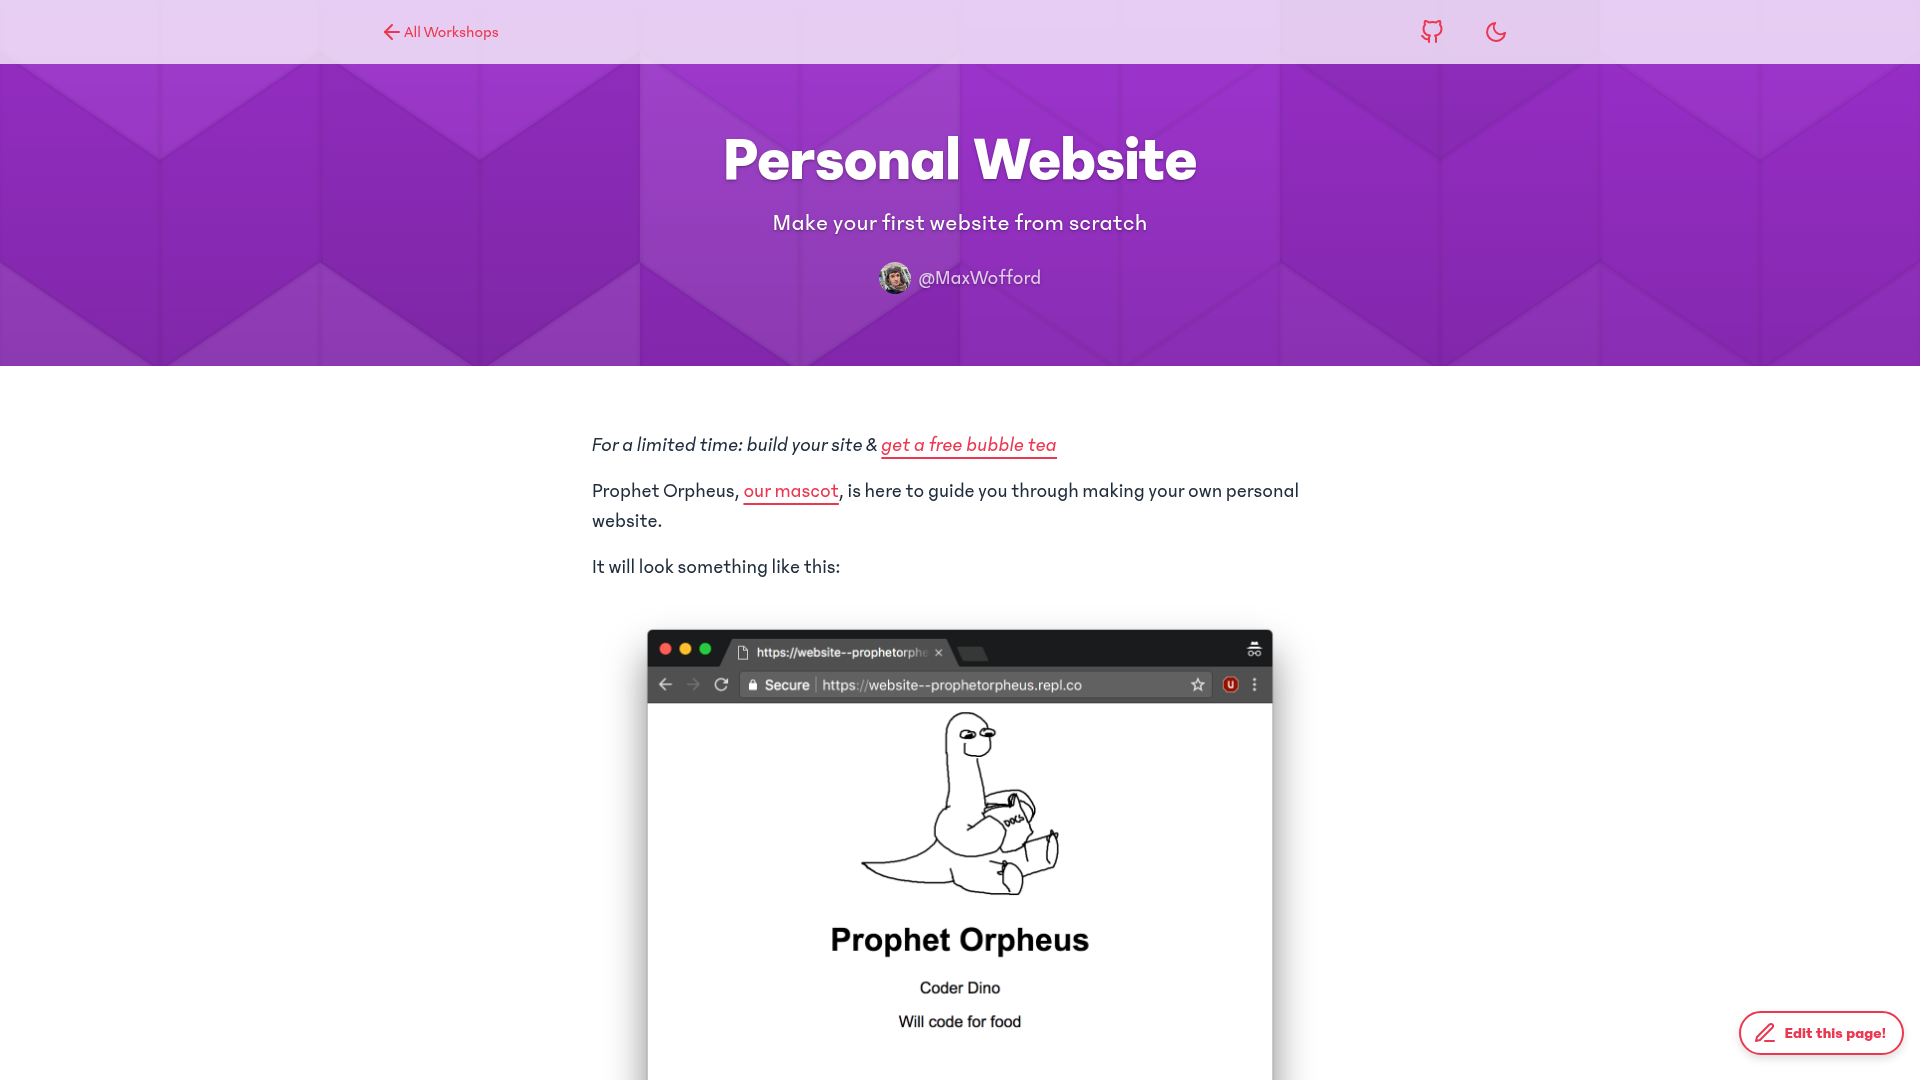 All Workshops
Personal Website
Make your first website from scratch
@MaxWofford
For a limited time: build your site & get a free bubble tea
Prophet Orpheus, our mascot, is here to guide you through making your own personal
website.
It will look something like this:
https://website--prophetorphe
Secure https://website--prophetorpheus.repl.co
DOCS
Prophet Orpheus
Coder Dino
Will code for food
Edit this page!